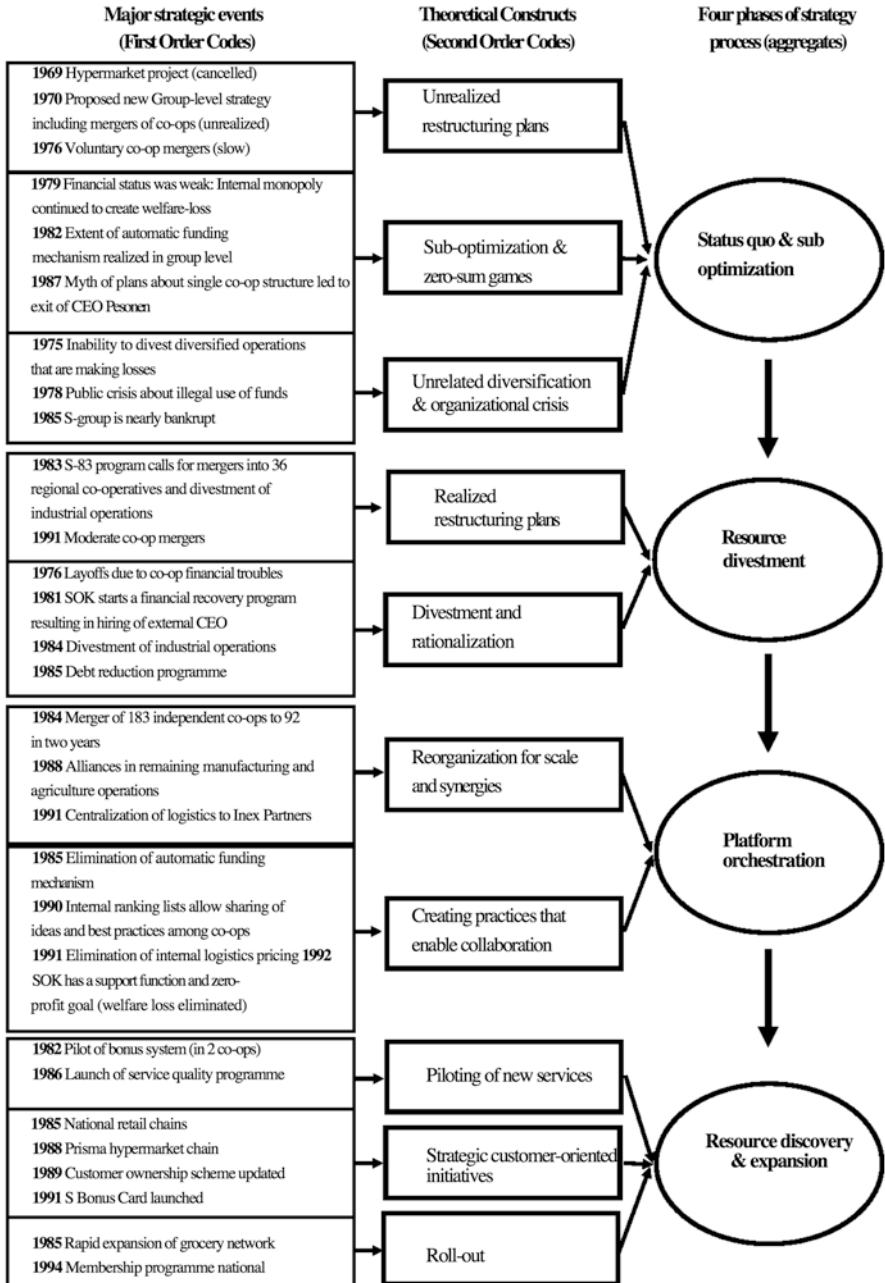 Major strategic events
(First Order Codes)
Theoretical Constructs
(Second Order Codes)
Four phases of strategy
process (aggregates)
1969 Hypermarket project (cancelled)
1970 Proposed new Group-level strategy
including mergers of co-ops (unrealized)
1976 Voluntary co-op mergers (slow)
Unrealized
restructuring plans
1979 Financial status was weak: Internal monopoly
continued to create welfare-loss
1982 Extent of automatic funding
mechanism realized in group level
1987 Myth of plans about single co-op structure led to
exit of CEO Pesonen
Sub-optimization &
zero-sum games
1975 Inability to divest diversified operations
that are making losses
1978 Public crisis about illegal use of funds
1985 S-group is nearly bankrupt
Unrelated diversification
& organizational crisis
Status quo & sub
optimization
1983 S-83 program calls for mergers into 36
regional co-operatives and divestment of
industrial operations
1991 Moderate co-op mergers
Realized
restructuring plans
1976 Layoffs due to co-op financial troubles
1981 SOK starts a financial recovery program
resulting in hiring of external CEO
1984 Divestment of industrial operations
1985 Debt reduction programme
Divestment and
rationalization
Resource
divestment
1984 Merger of 183 independent co-ops to 92
in two years
1988 Alliances in remaining manufacturing and
agriculture operations
1991 Centralization of logistics to Inex Partners
Reorganization for scale
and synergies
1985 Elimination of automatic funding
mechanism
1990 Internal ranking lists allow sharing of
ideas and best practices among co-ops
1991 Elimination of internal logistics pricing 1992
SOK has a support function and zero-
profit goal (welfare loss eliminated)
Creating practices that
enable collaboration
Platform
orchestration
1982 Pilot of bonus system (in 2 co-ops)
1986 Launch of service quality programme
Piloting of new services
1985 National retail chains
1988 Prisma hypermarket chain
1989 Customer ownership scheme updated
1991 S Bonus Card launched
Strategic customer-oriented
initiatives
1985 Rapid expansion of grocery network
1994 Membership programme national
Roll-out
Resource discovery
& expansion